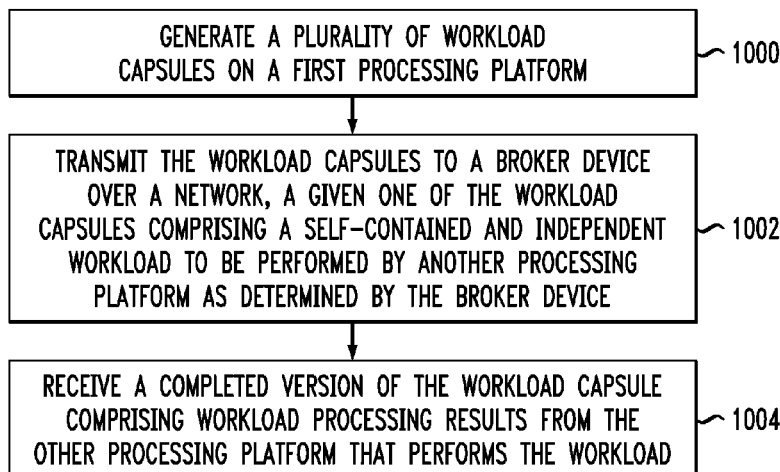 GENERATE A PLURALITY OF WORKLOAD
CAPSULES ON A FIRST PROCESSING PLATFORM
1000
TRANSMIT THE WORKLOAD CAPSULES TO A BROKER DEVICE
OVER A NETWORK, A GIVEN ONE OF THE WORKLOAD
CAPSULES COMPRISING A SELF-CONTAINED AND INDEPENDENT
WORKLOAD TO BE PERFORMED BY ANOTHER PROCESSING
PLATFORM AS DETERMINED BY THE BROKER DEVICE
1002
RECEIVE A COMPLETED VERSION OF THE WORKLOAD CAPSULE
COMPRISING WORKLOAD PROCESSING RESULTS FROM THE
OTHER PROCESSING PLATFORM THAT PERFORMS THE WORKLOAD
1004